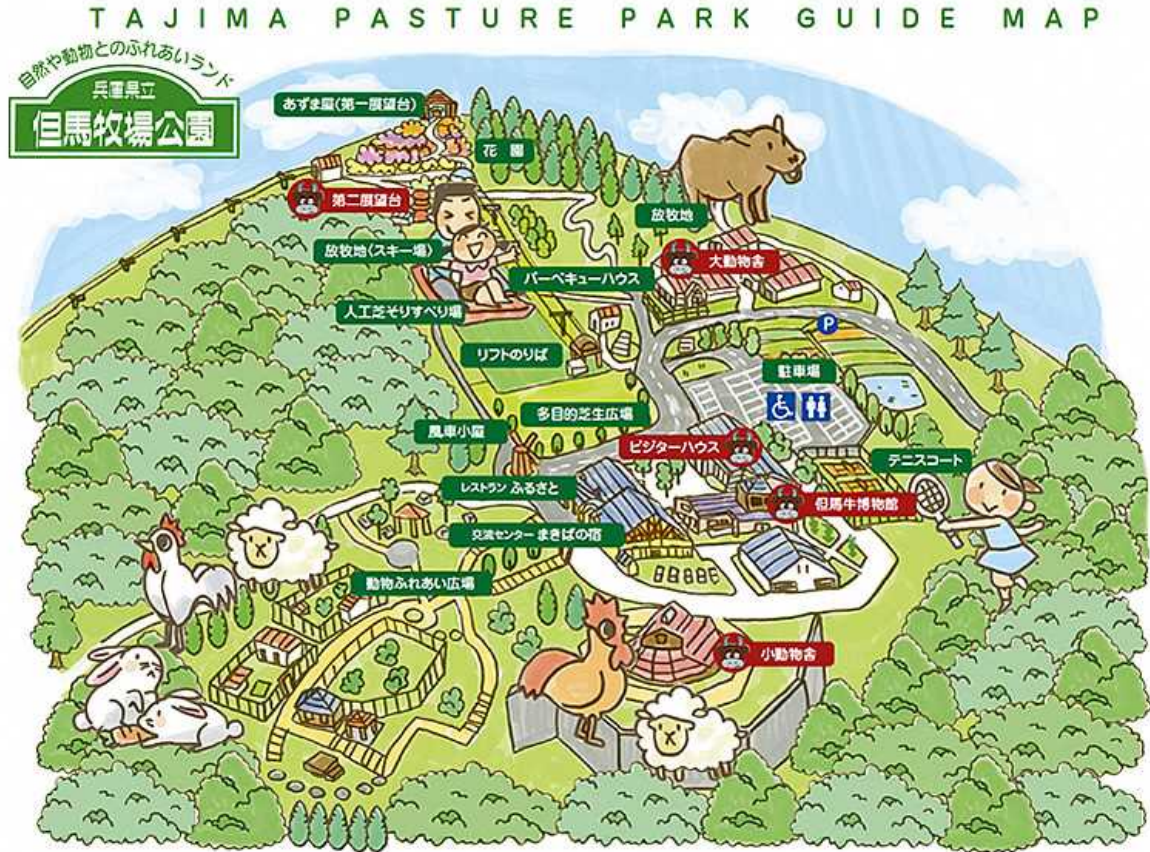 TAJIMA PASTURE PARK GUIDE MAP
自然や動物とのふれあいランド
兵庫県立
但馬牧場公園
あずま屋(第一展望台)
花園
第二展望台
放牧地
放牧地(スキー場)
大動物舎
バーベキューハウス
人工芝そりすべり場
P
リフトのりば
駐車場
多目的芝生広場
風車小屋
ビジターハウス
テニスコート
レストラン ふるさと
但馬牛博物館
交流センター まきばの宿
動物ふれあい広場
小動物舎